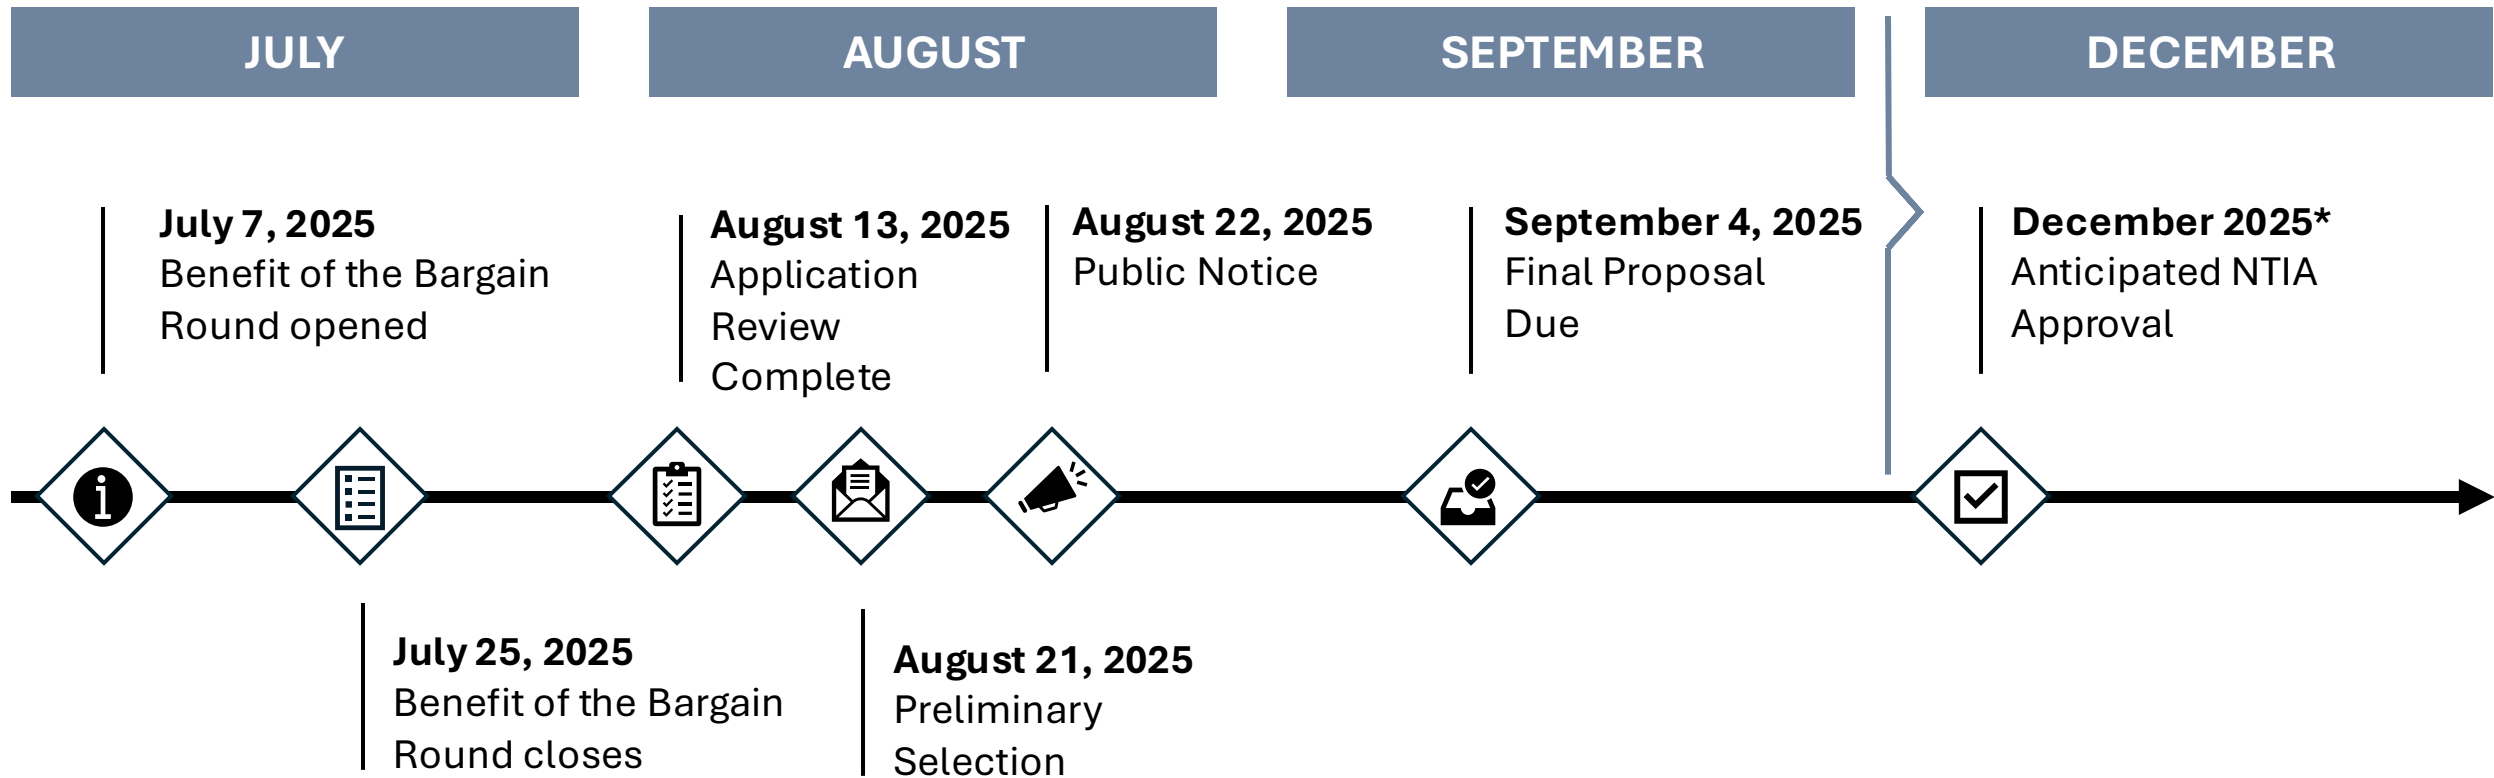 JULY
AUGUST
SEPTEMBER
DECEMBER
July 7, 2025
Benefit of the Bargain
Round opened
August 13, 2025
Application
Review
Complete
August 22, 2025
Public Notice
September 4, 2025
Final Proposal
Due
December 2025*
Anticipated NTIA
Approval
July 25, 2025
Benefit of the Bargain
Round closes
August 21, 2025
Preliminary
Selection